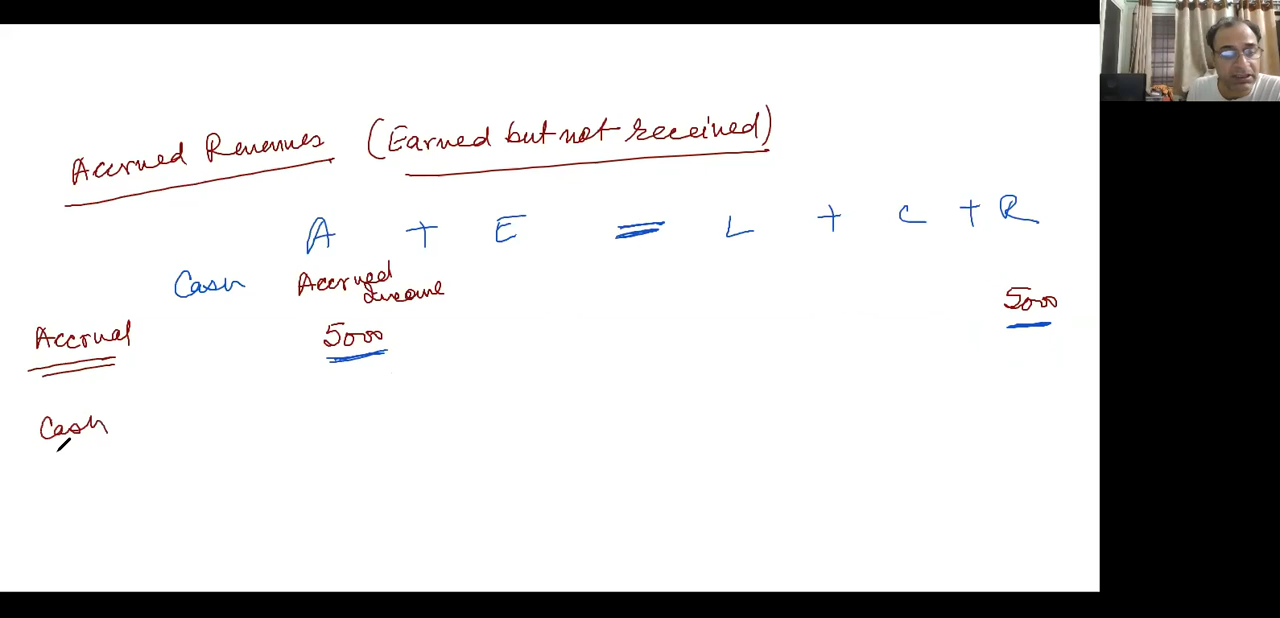 Accrued Revenues (Earned but not received)
A + E = L + C + R
Cash Accrued Income
5000
Accrual 5000
Cash